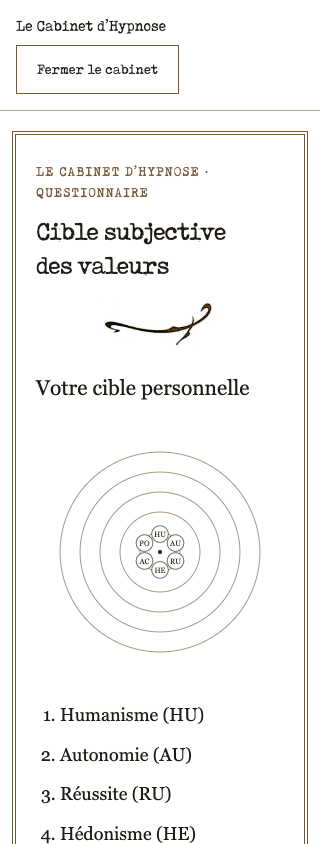 Le Cabinet d’Hypnose
Fermer le cabinet
LE CABINET D’HYPNOSE ·
QUESTIONNAIRE
Cible subjective
des valeurs
Votre cible personnelle
HU
PO
AU
AC
RU
HE
1. Humanisme (HU)
2. Autonomie (AU)
3. Réussite (RU)
4. Hédonisme (HE)